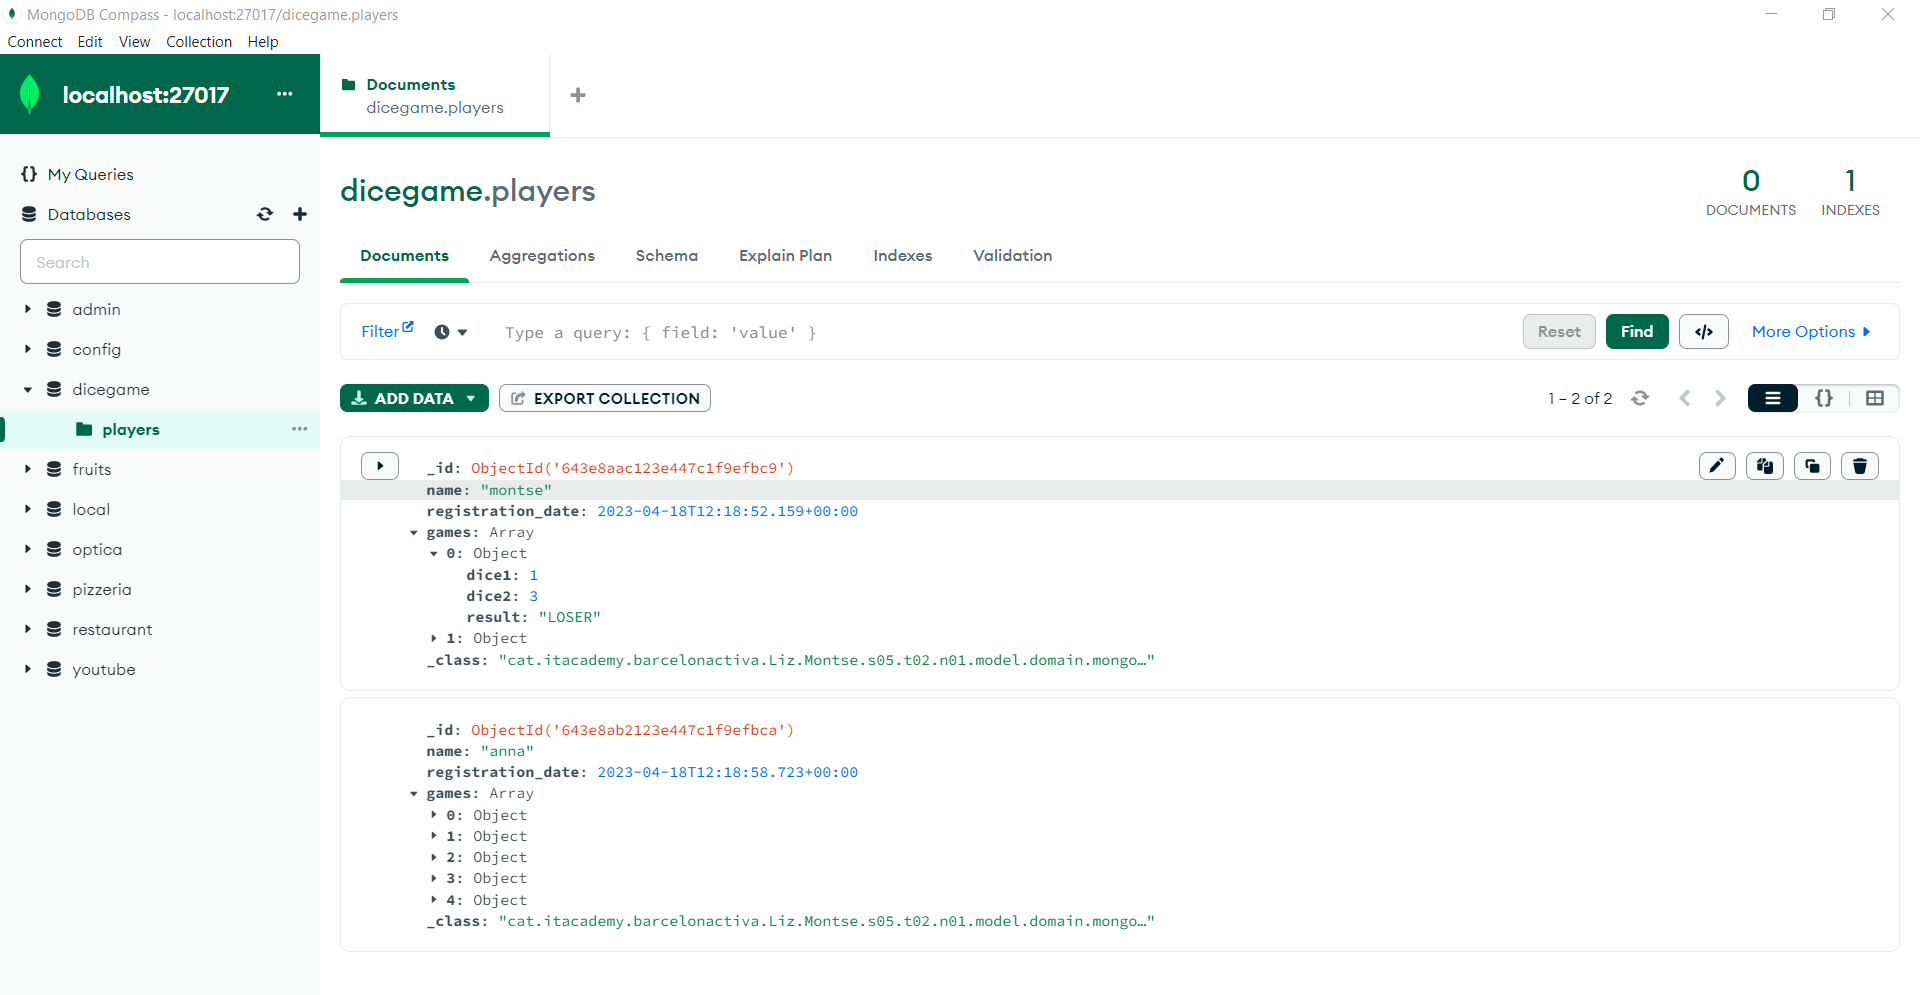 MongoDB Compass - localhost:27017/dicegame.players
Connect Edit View Collection Help
localhost:27017 ...
Documents
dicegame.players
My Queries
Databases
Search
admin
config
dicegame
players
fruits
local
optica
pizzeria
restaurant
youtube
dicegame.players
0
DOCUMENTS
1
INDEXES
Documents Aggregations Schema Explain Plan Indexes Validation
Filter Type a query: { field: 'value' } Reset Find </> More Options
ADD DATA EXPORT COLLECTION 1 – 2 of 2 {}
_id: ObjectId('643e8aac123e447c1f9efbc9')
name: "montse"
registration_date: 2023-04-18T12:18:52.159+00:00
games: Array
0: Object
dice1: 1
dice2: 3
result: "LOSER"
1: Object
_class: "cat.itacademy.barcelonactiva.Liz.Montse.s05.t02.n01.model.domain.mongo…"
_id: ObjectId('643e8ab2123e447c1f9efbca')
name: "anna"
registration_date: 2023-04-18T12:18:58.723+00:00
games: Array
0: Object
1: Object
2: Object
3: Object
4: Object
_class: "cat.itacademy.barcelonactiva.Liz.Montse.s05.t02.n01.model.domain.mongo…"